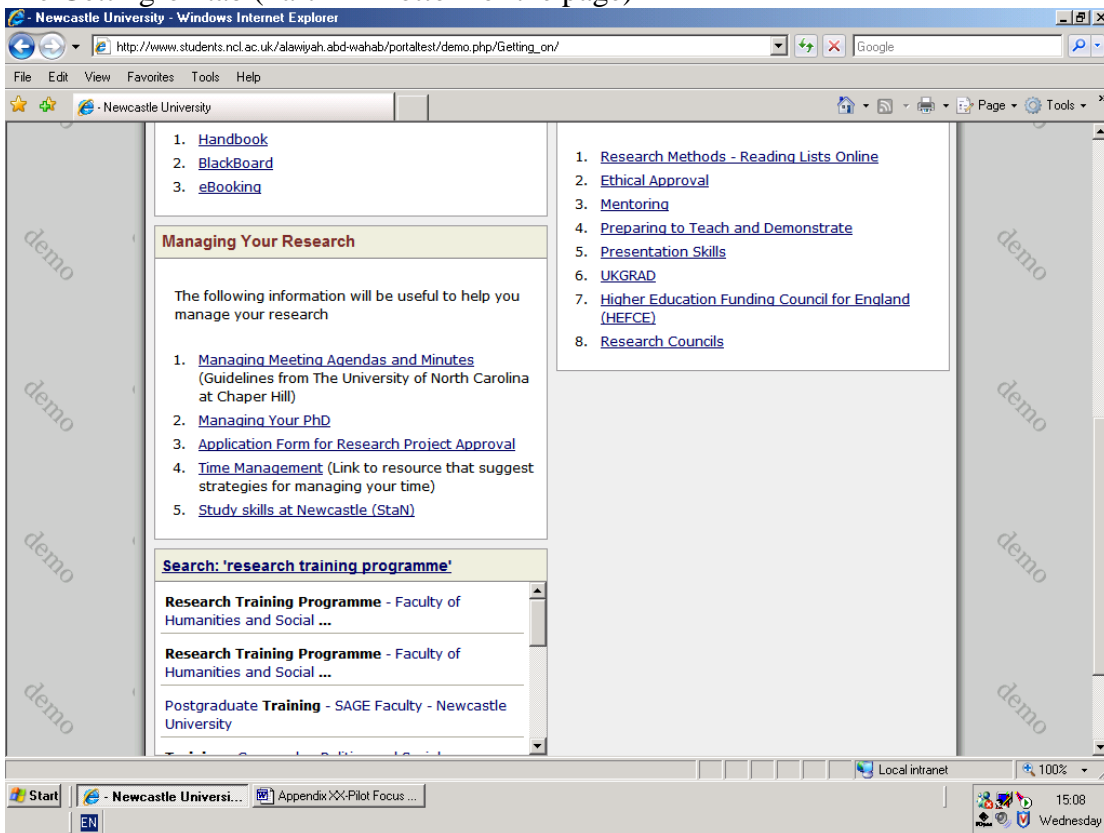 - Newcastle University - Windows Internet Explorer
http://www.students.ncl.ac.uk/alawiyah.abd-wahab/portaltest/demo.php/Getting_on/
Google
File Edit View Favorites Tools Help
- Newcastle University
Page
Tools
1. Handbook
2. BlackBoard
3. eBooking
Managing Your Research
The following information will be useful to help you
manage your research
1. Managing Meeting Agendas and Minutes
(Guidelines from The University of North Carolina
at Chaper Hill)
2. Managing Your PhD
3. Application Form for Research Project Approval
4. Time Management (Link to resource that suggest
strategies for managing your time)
5. Study skills at Newcastle (StaN)
Search: 'research training programme'
Research Training Programme - Faculty of
Humanities and Social ...
Research Training Programme - Faculty of
Humanities and Social ...
Postgraduate Training - SAGE Faculty - Newcastle
University
1. Research Methods - Reading Lists Online
2. Ethical Approval
3. Mentoring
4. Preparing to Teach and Demonstrate
5. Presentation Skills
6. UKGRAD
7. Higher Education Funding Council for England
(HEFCE)
8. Research Councils
demo
demo
demo
demo
demo
demo
demo
demo
Local intranet
100%
Start
- Newcastle Universi...
Appendix XX-Pilot Focus ...
15:08
EN
Wednesday